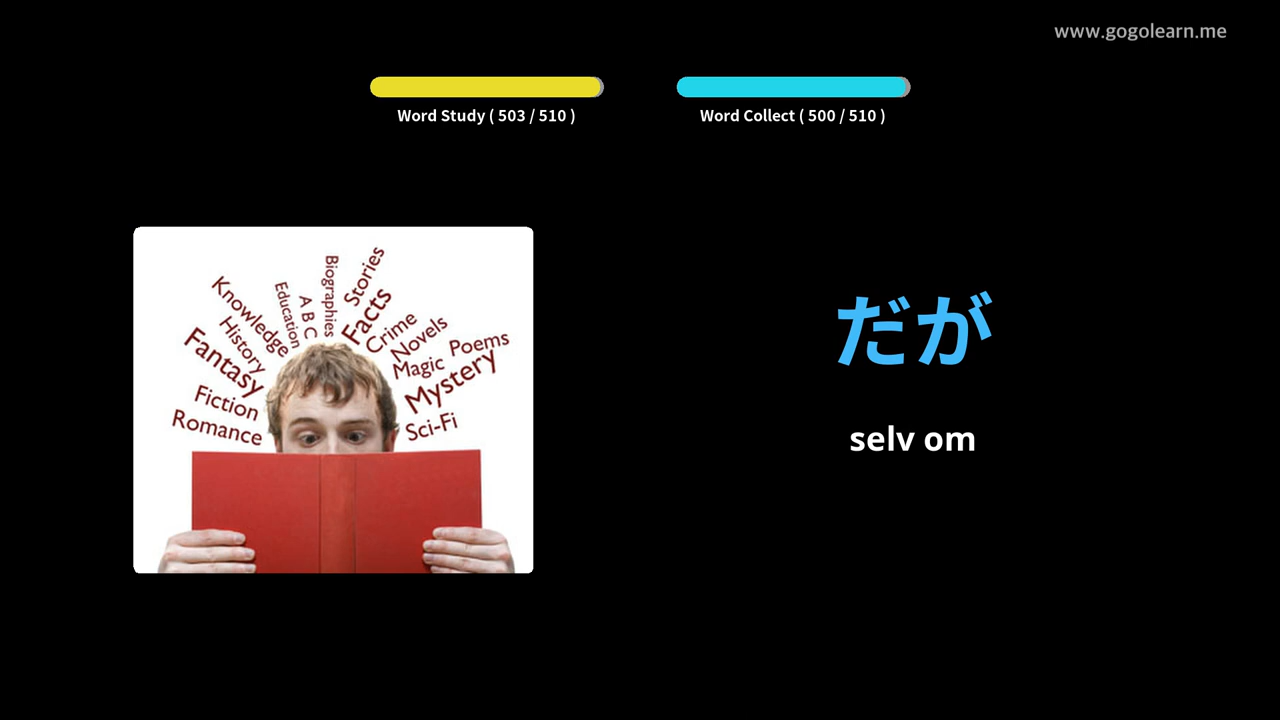 www.gogolearn.me
Word Study ( 503 / 510 )
Word Collect ( 500 / 510 )
Biographies
Stories
Education
A B C
Facts
Knowledge
History
Crime
Novels
Poems
Fantasy
Magic
Mystery
Fiction
Romance
Sci-Fi
だが
selv om